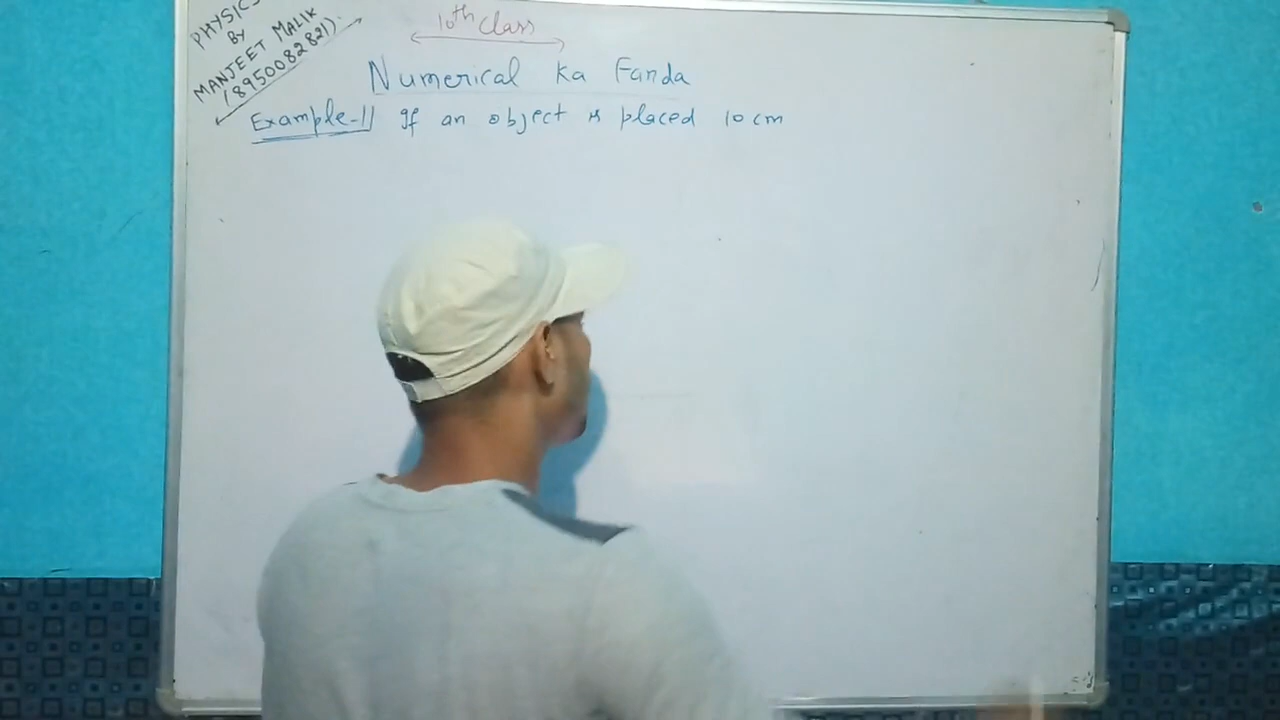 PHYSICS
By
MANJEET MALIK
(8950082821)
10th Class
Numerical Ka Fanda
Example-11 If an object is placed 10 cm